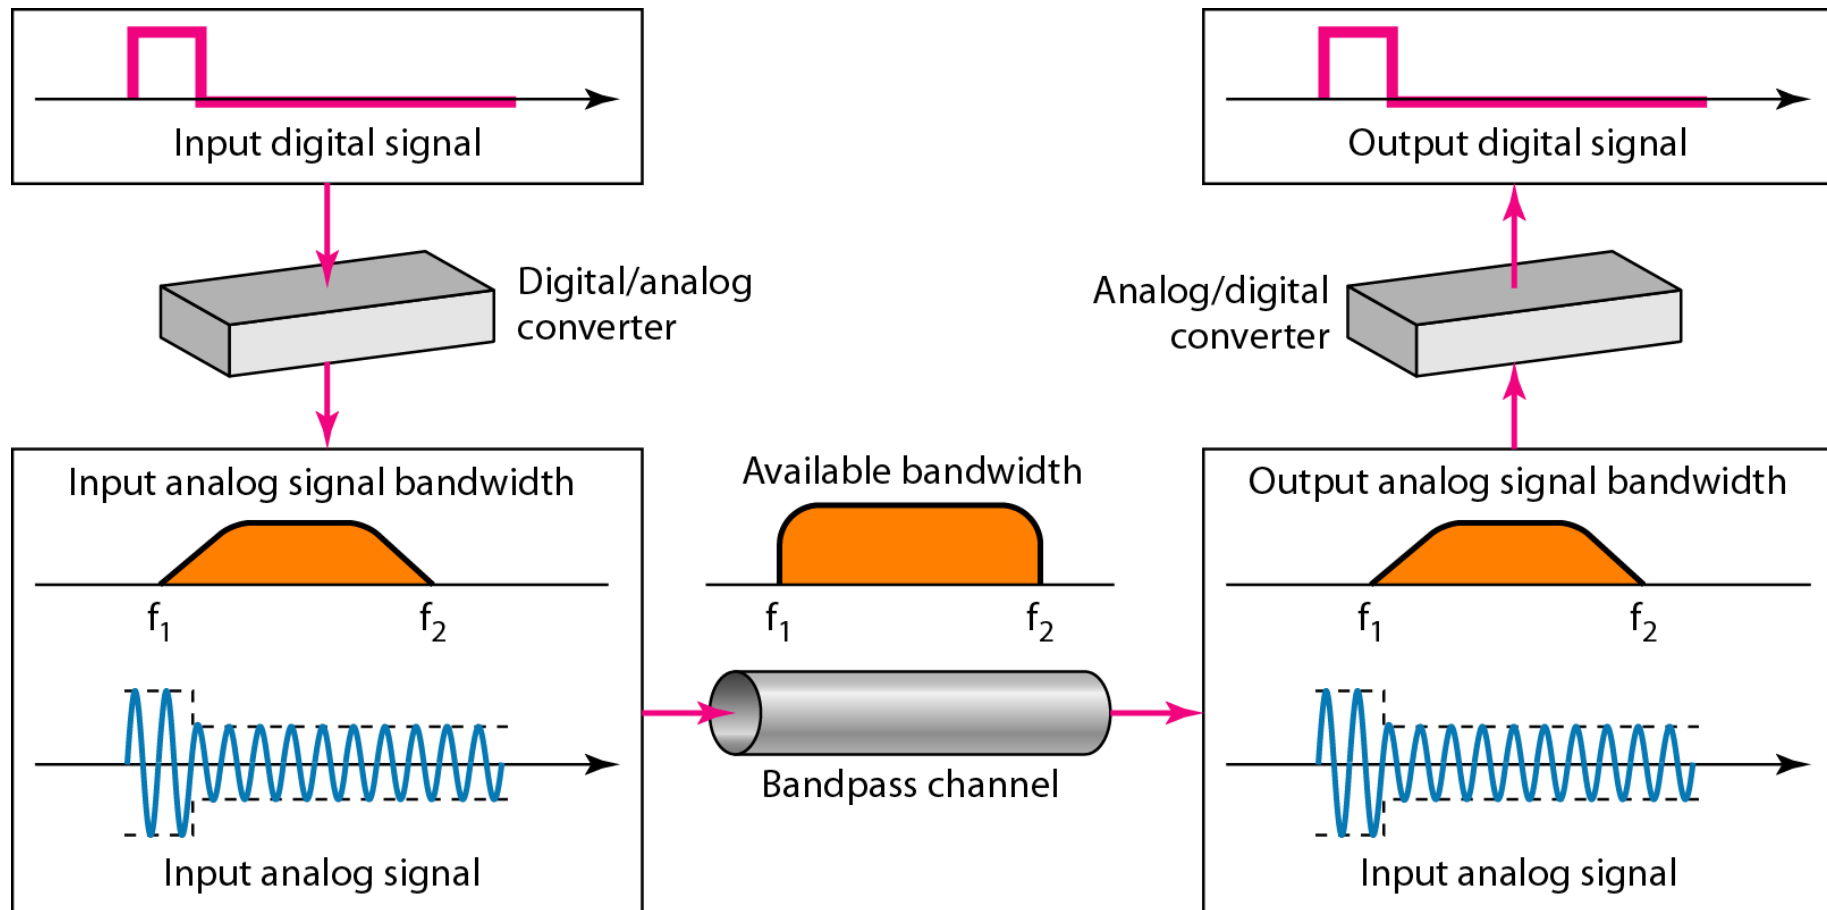 Input digital signal
Output digital signal
Digital/analog
converter
Analog/digital
converter
Input analog signal bandwidth
Available bandwidth
Output analog signal bandwidth
f1 f2
f1 f2
f1 f2
Bandpass channel
Input analog signal
Input analog signal